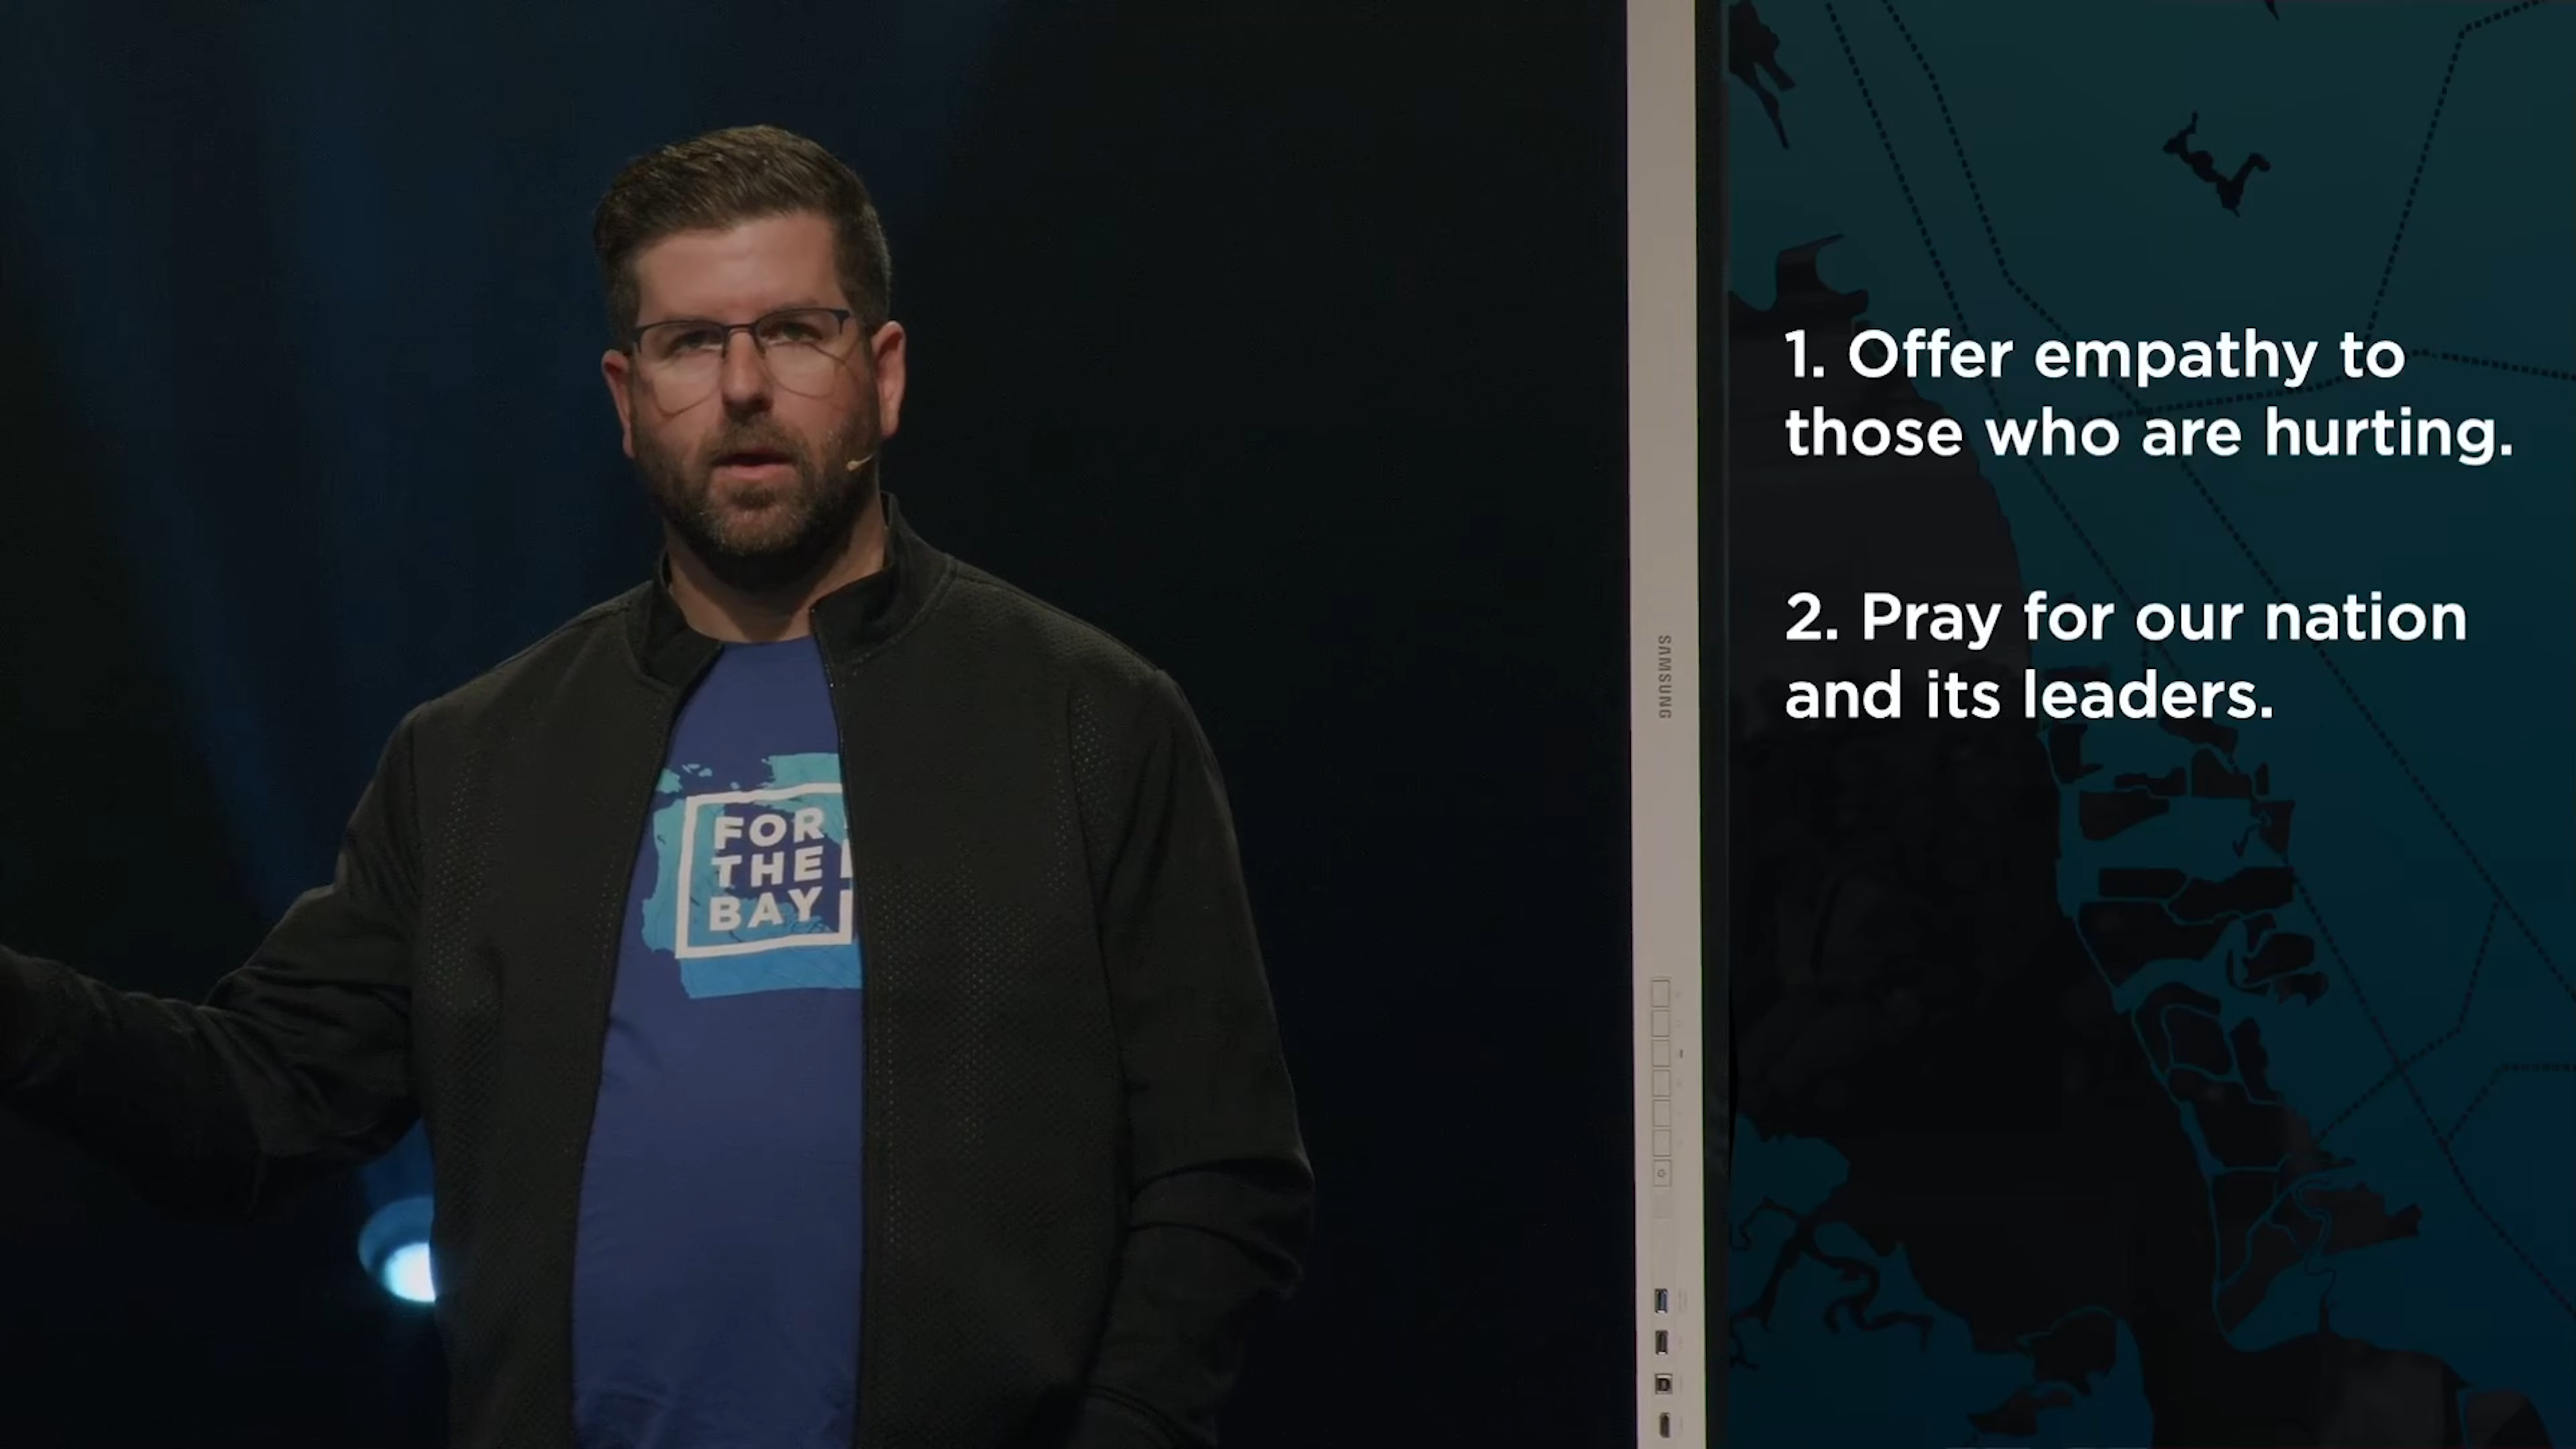 1. Offer empathy to
those who are hurting.
2. Pray for our nation
and its leaders.
FOR
THE
BAY
SAMSUNG